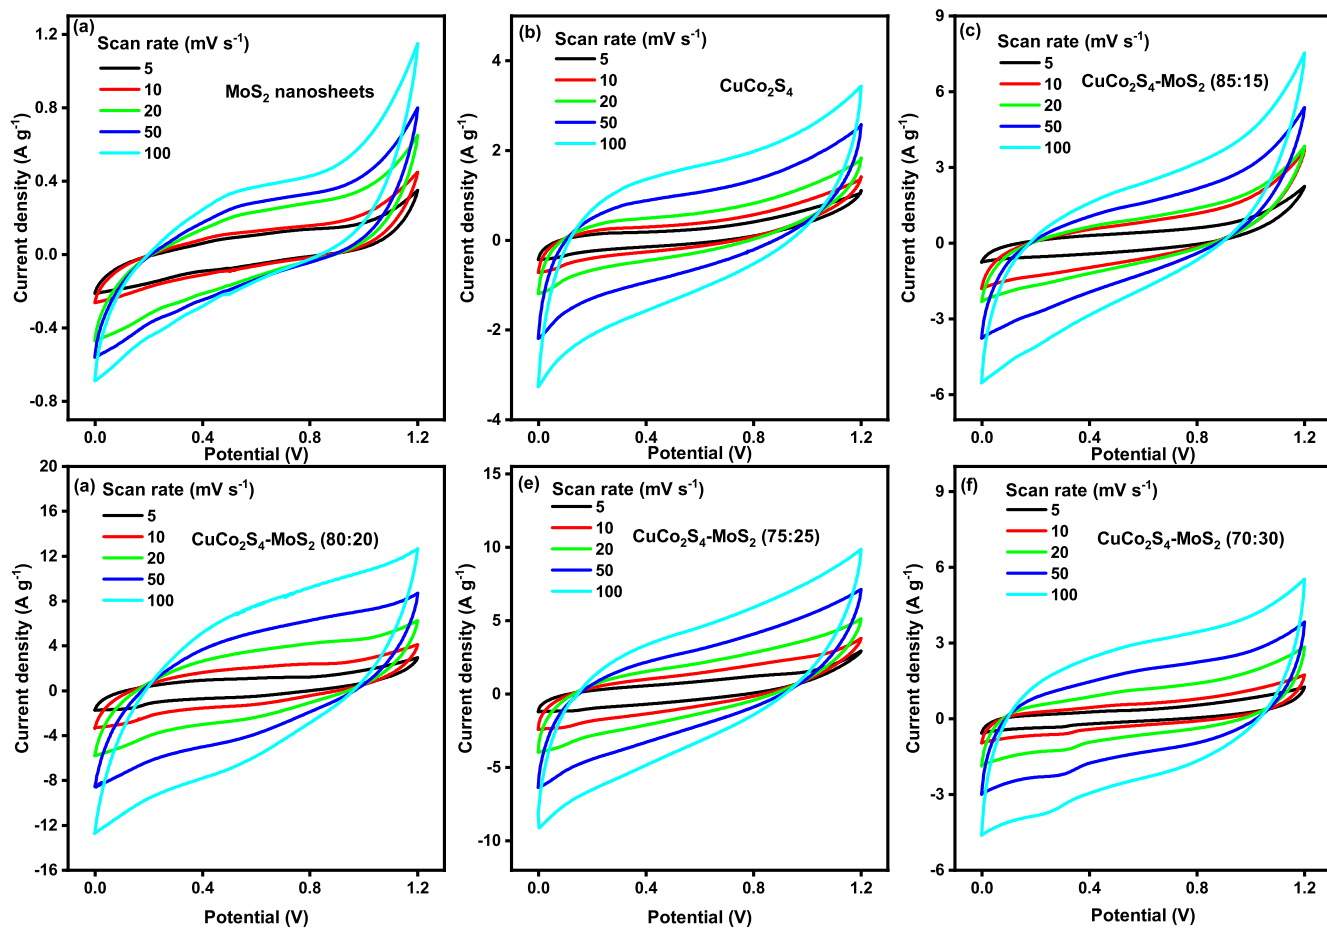 (a)
Scan rate (mV s⁻¹)
5
10
20
50
100
MoS₂ nanosheets
1.2
0.8
0.4
0.0
-0.4
-0.8
Current density (A g⁻¹)
0.0 0.4 0.8 1.2
Potential (V)
(b)
Scan rate (mV s⁻¹)
5
10
20
50
100
CuCo₂S₄
4
2
0
-2
-4
Current density (A g⁻¹)
0.0 0.4 0.8 1.2
Potential (V)
(c)
Scan rate (mV s⁻¹)
5
10
20
50
100
CuCo₂S₄-MoS₂ (85:15)
9
6
3
0
-3
-6
Current density (A g⁻¹)
0.0 0.4 0.8 1.2
Potential (V)
(a)
Scan rate (mV s⁻¹)
5
10
20
50
100
CuCo₂S₄-MoS₂ (80:20)
20
16
12
8
4
0
-4
-8
-12
-16
Current density (A g⁻¹)
0.0 0.4 0.8 1.2
Potential (V)
(e)
Scan rate (mV s⁻¹)
5
10
20
50
100
CuCo₂S₄-MoS₂ (75:25)
15
10
5
0
-5
-10
Current density (A g⁻¹)
0.0 0.4 0.8 1.2
Potential (V)
(f)
Scan rate (mV s⁻¹)
5
10
20
50
100
CuCo₂S₄-MoS₂ (70:30)
9
6
3
0
-3
-6
Current density (A g⁻¹)
0.0 0.4 0.8 1.2
Potential (V)